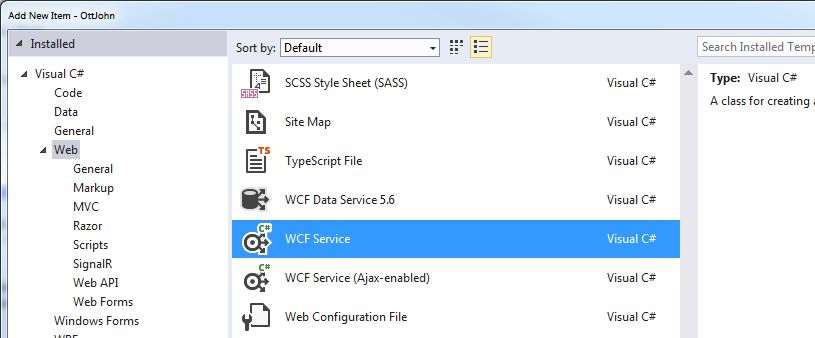 Add New Item - OttJohn
Installed
Sort by: Default
Search Installed Temp
Visual C#
Code
Data
General
Web
General
Markup
MVC
Razor
Scripts
SignalR
Web API
Web Forms
Windows Forms
SASS SCSS Style Sheet (SASS) Visual C#
Site Map Visual C#
TS TypeScript File Visual C#
WCF Data Service 5.6 Visual C#
C# WCF Service Visual C#
C# WCF Service (Ajax-enabled) Visual C#
Web Configuration File Visual C#
Type: Visual C#
A class for creating a